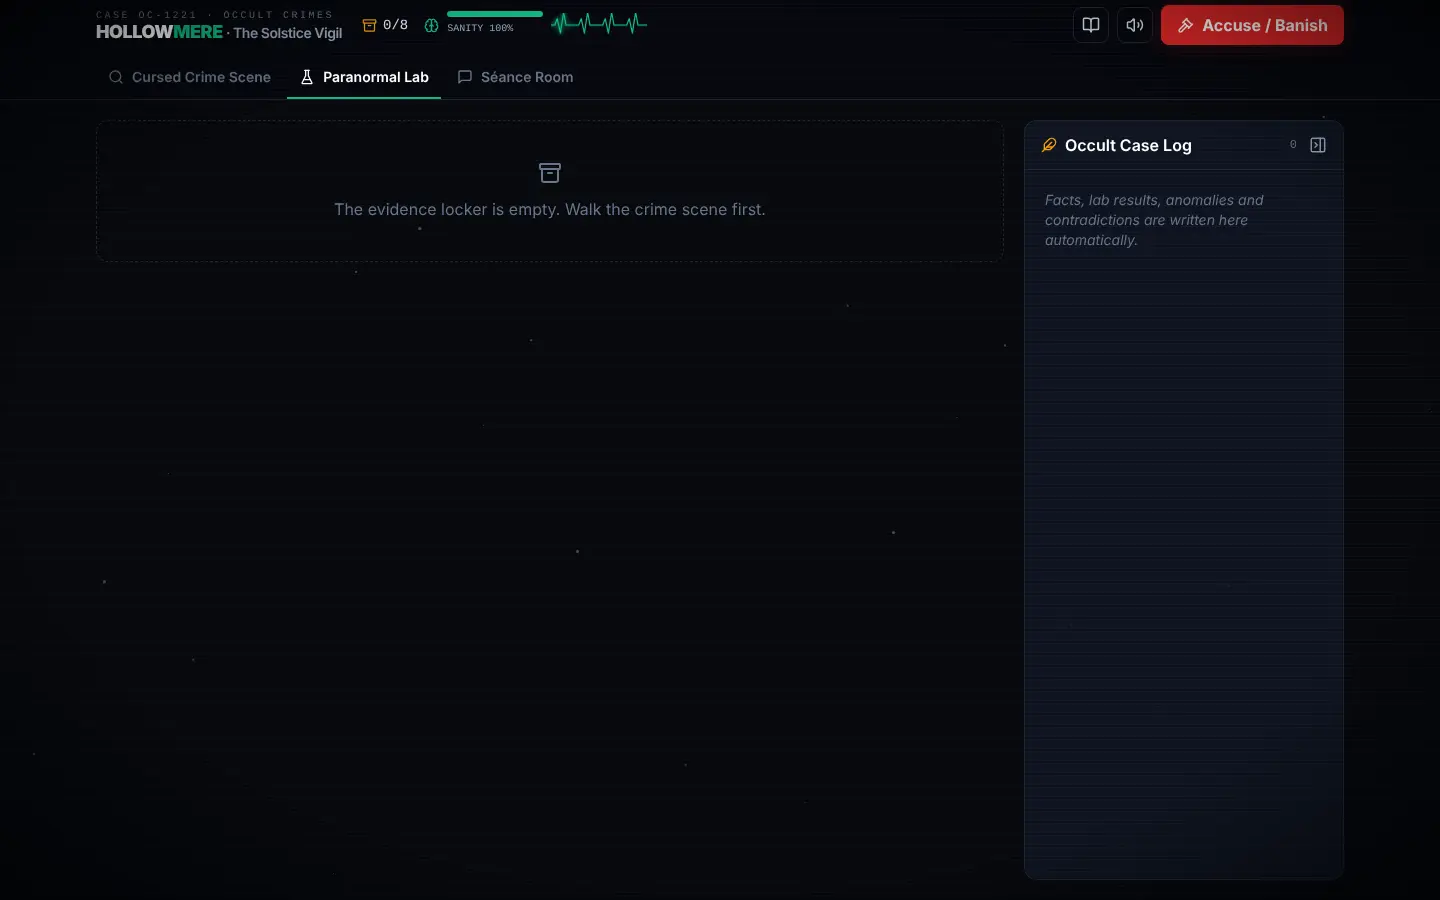 CASE OC-1221 · OCCULT CRIMES
HOLLOWMERE · The Solstice Vigil
0/8
SANITY 100%
Accuse / Banish
Cursed Crime Scene
Paranormal Lab
Séance Room
The evidence locker is empty. Walk the crime scene first.
Occult Case Log
0
Facts, lab results, anomalies and
contradictions are written here
automatically.